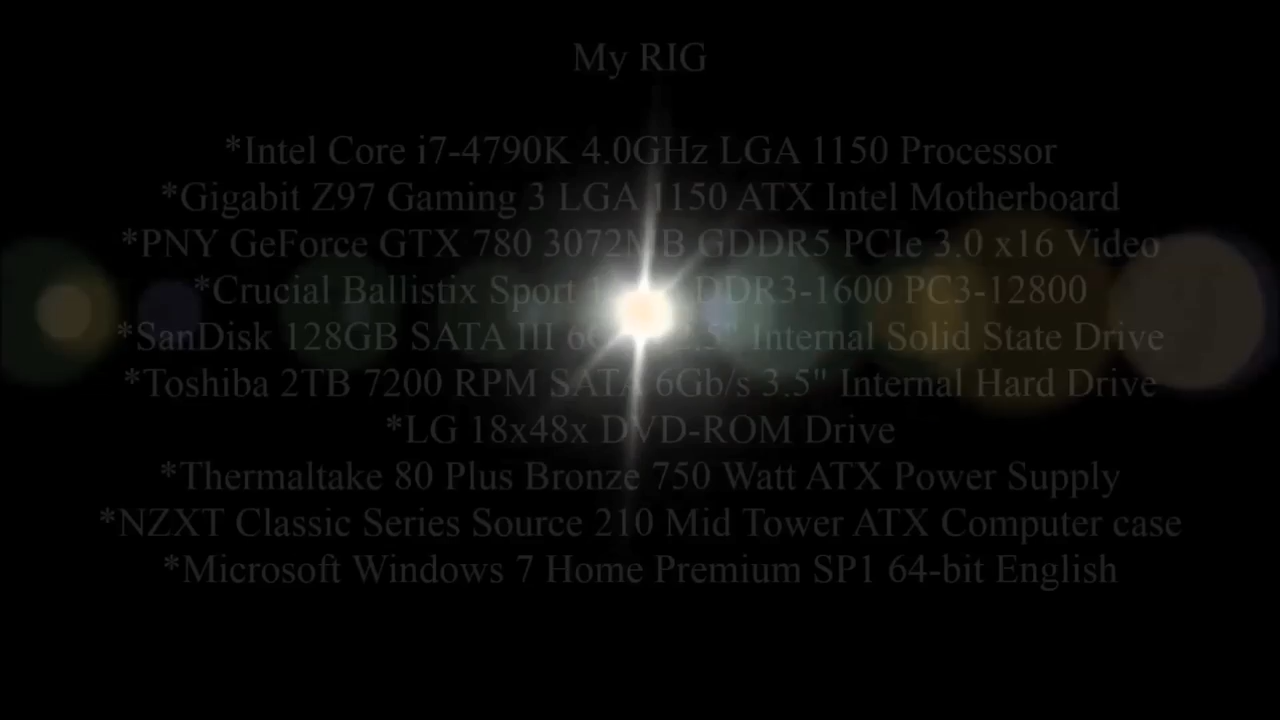 My RIG
*Intel Core i7-4790K 4.0GHz LGA 1150 Processor
*Gigabit Z97 Gaming 3 LGA 1150 ATX Intel Motherboard
*PNY GeForce GTX 780 3072MB GDDR5 PCIe 3.0 x16 Video
*Crucial Ballistix Sport DDR3-1600 PC3-12800
*SanDisk 128GB SATA III Internal Solid State Drive
*Toshiba 2TB 7200 RPM SATA 6Gb/s 3.5" Internal Hard Drive
*LG 18x48x DVD-ROM Drive
*Thermaltake 80 Plus Bronze 750 Watt ATX Power Supply
*NZXT Classic Series Source 210 Mid Tower ATX Computer case
*Microsoft Windows 7 Home Premium SP1 64-bit English